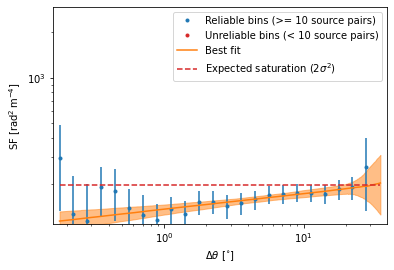 Reliable bins (>= 10 source pairs)
Unreliable bins (< 10 source pairs)
Best fit
Expected saturation (2σ²)
10³
SF [rad² m⁻⁴]
10⁰
10¹
Δθ [°]